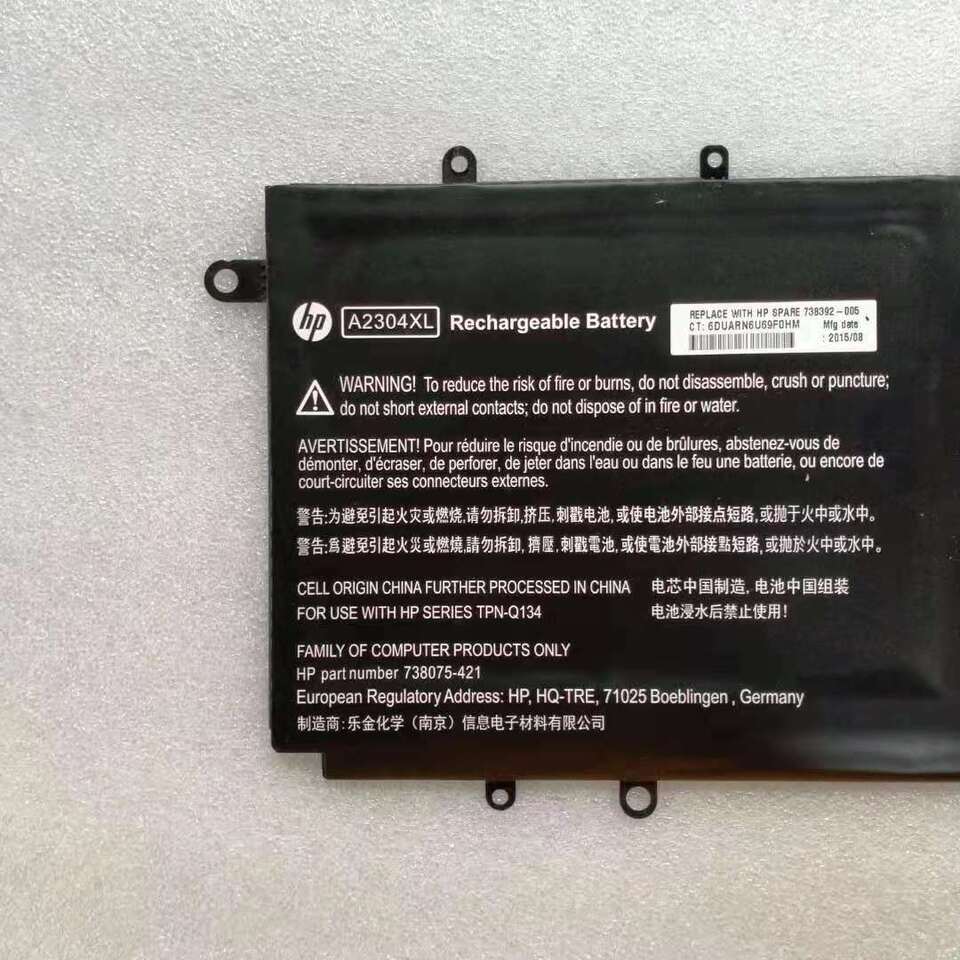 hp A2304XL Rechargeable Battery
REPLACE WITH HP SPARE 738392-005
CT: 6DUARN6U69F0HM Mfg date
: 2015/08
WARNING! To reduce the risk of fire or burns, do not disassemble, crush or puncture;
do not short external contacts; do not dispose of in fire or water.
AVERTISSEMENT! Pour réduire le risque d'incendie ou de brûlures, abstenez-vous de
démonter, d'écraser, de perforer, de jeter dans l'eau ou dans le feu une batterie, ou encore de
court-circuiter ses connecteurs externes.
警告:为避免引起火灾或燃烧,请勿拆卸,挤压,刺戳电池,或使电池外部接点短路,或抛于火中或水中。
警告:爲避免引起火災或燃燒,請勿拆卸,擠壓,刺戳電池,或使電池外部接點短路,或拋於火中或水中。
CELL ORIGIN CHINA FURTHER PROCESSED IN CHINA 电芯中国制造,电池中国组装
FOR USE WITH HP SERIES TPN-Q134 电池浸水后禁止使用!
FAMILY OF COMPUTER PRODUCTS ONLY
HP part number 738075-421
European Regulatory Address: HP, HQ-TRE, 71025 Boeblingen , Germany
制造商:乐金化学(南京)信息电子材料有限公司